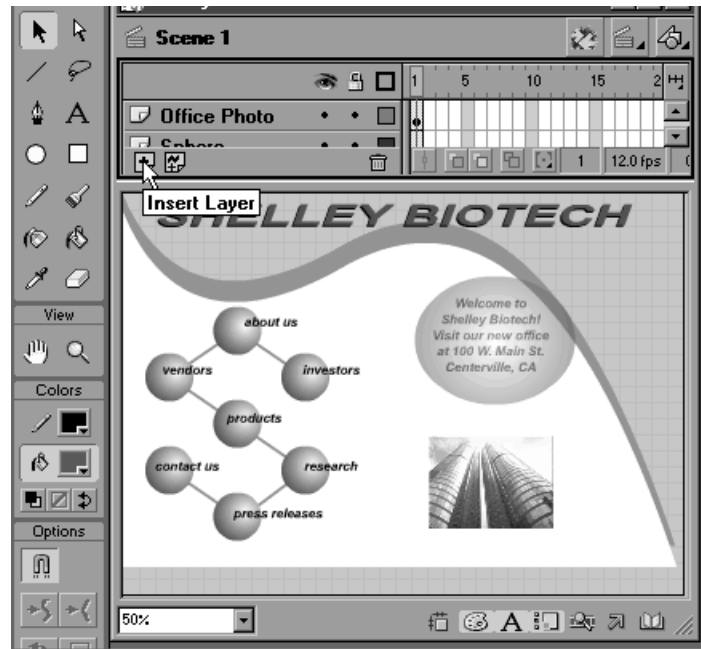 Scene 1
1 5 10 15 2
Office Photo
Sphere
1 12.0 fps
Insert Layer
SHELLEY BIOTECH
View
Colors
Options
about us
vendors
investors
products
contact us
research
press releases
Welcome to
Shelley Biotech!
Visit our new office
at 100 W. Main St.
Centerville, CA
50%